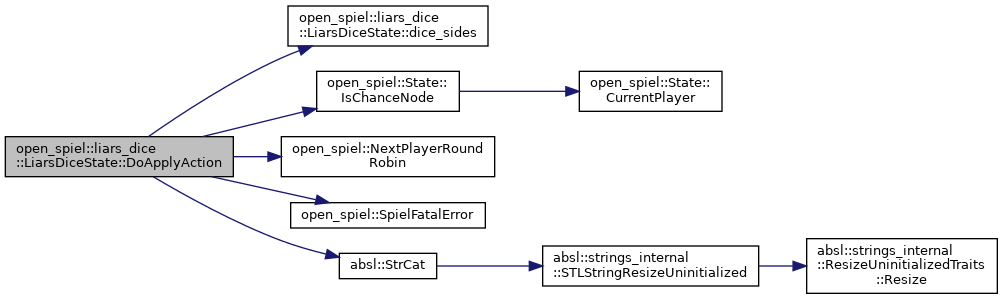 open_spiel::liars_dice
::LiarsDiceState::dice_sides
open_spiel::State::
IsChanceNode
open_spiel::State::
CurrentPlayer
open_spiel::liars_dice
::LiarsDiceState::DoApplyAction
open_spiel::NextPlayerRound
Robin
open_spiel::SpielFatalError
absl::StrCat
absl::strings_internal
::STLStringResizeUninitialized
absl::strings_internal
::ResizeUninitializedTraits
::Resize